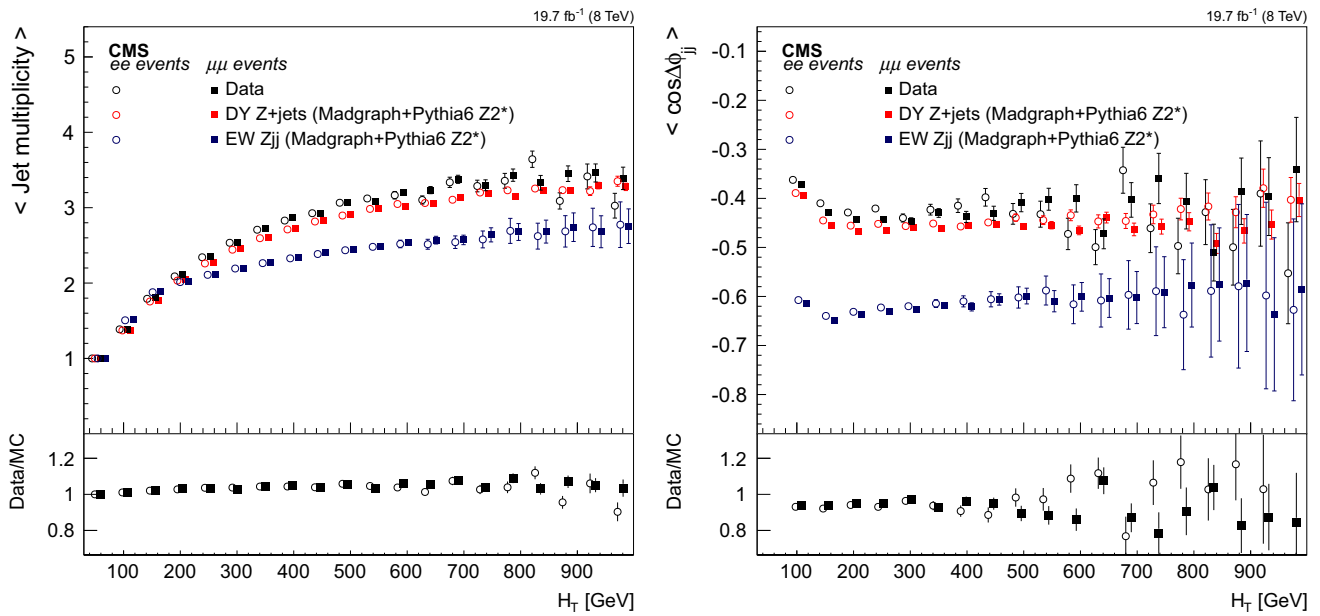 19.7 fb⁻¹ (8 TeV)
< Jet multiplicity >
CMS
ee events μμ events
Data
DY Z+jets (Madgraph+Pythia6 Z2*)
EW Zjj (Madgraph+Pythia6 Z2*)
5
4
3
2
1
Data/MC
1.2
1
0.8
100 200 300 400 500 600 700 800 900
H_T [GeV]
19.7 fb⁻¹ (8 TeV)
< cosΔϕ_jj >
CMS
ee events μμ events
Data
DY Z+jets (Madgraph+Pythia6 Z2*)
EW Zjj (Madgraph+Pythia6 Z2*)
-0.1
-0.2
-0.3
-0.4
-0.5
-0.6
-0.7
-0.8
Data/MC
1.2
1
0.8
100 200 300 400 500 600 700 800 900
H_T [GeV]